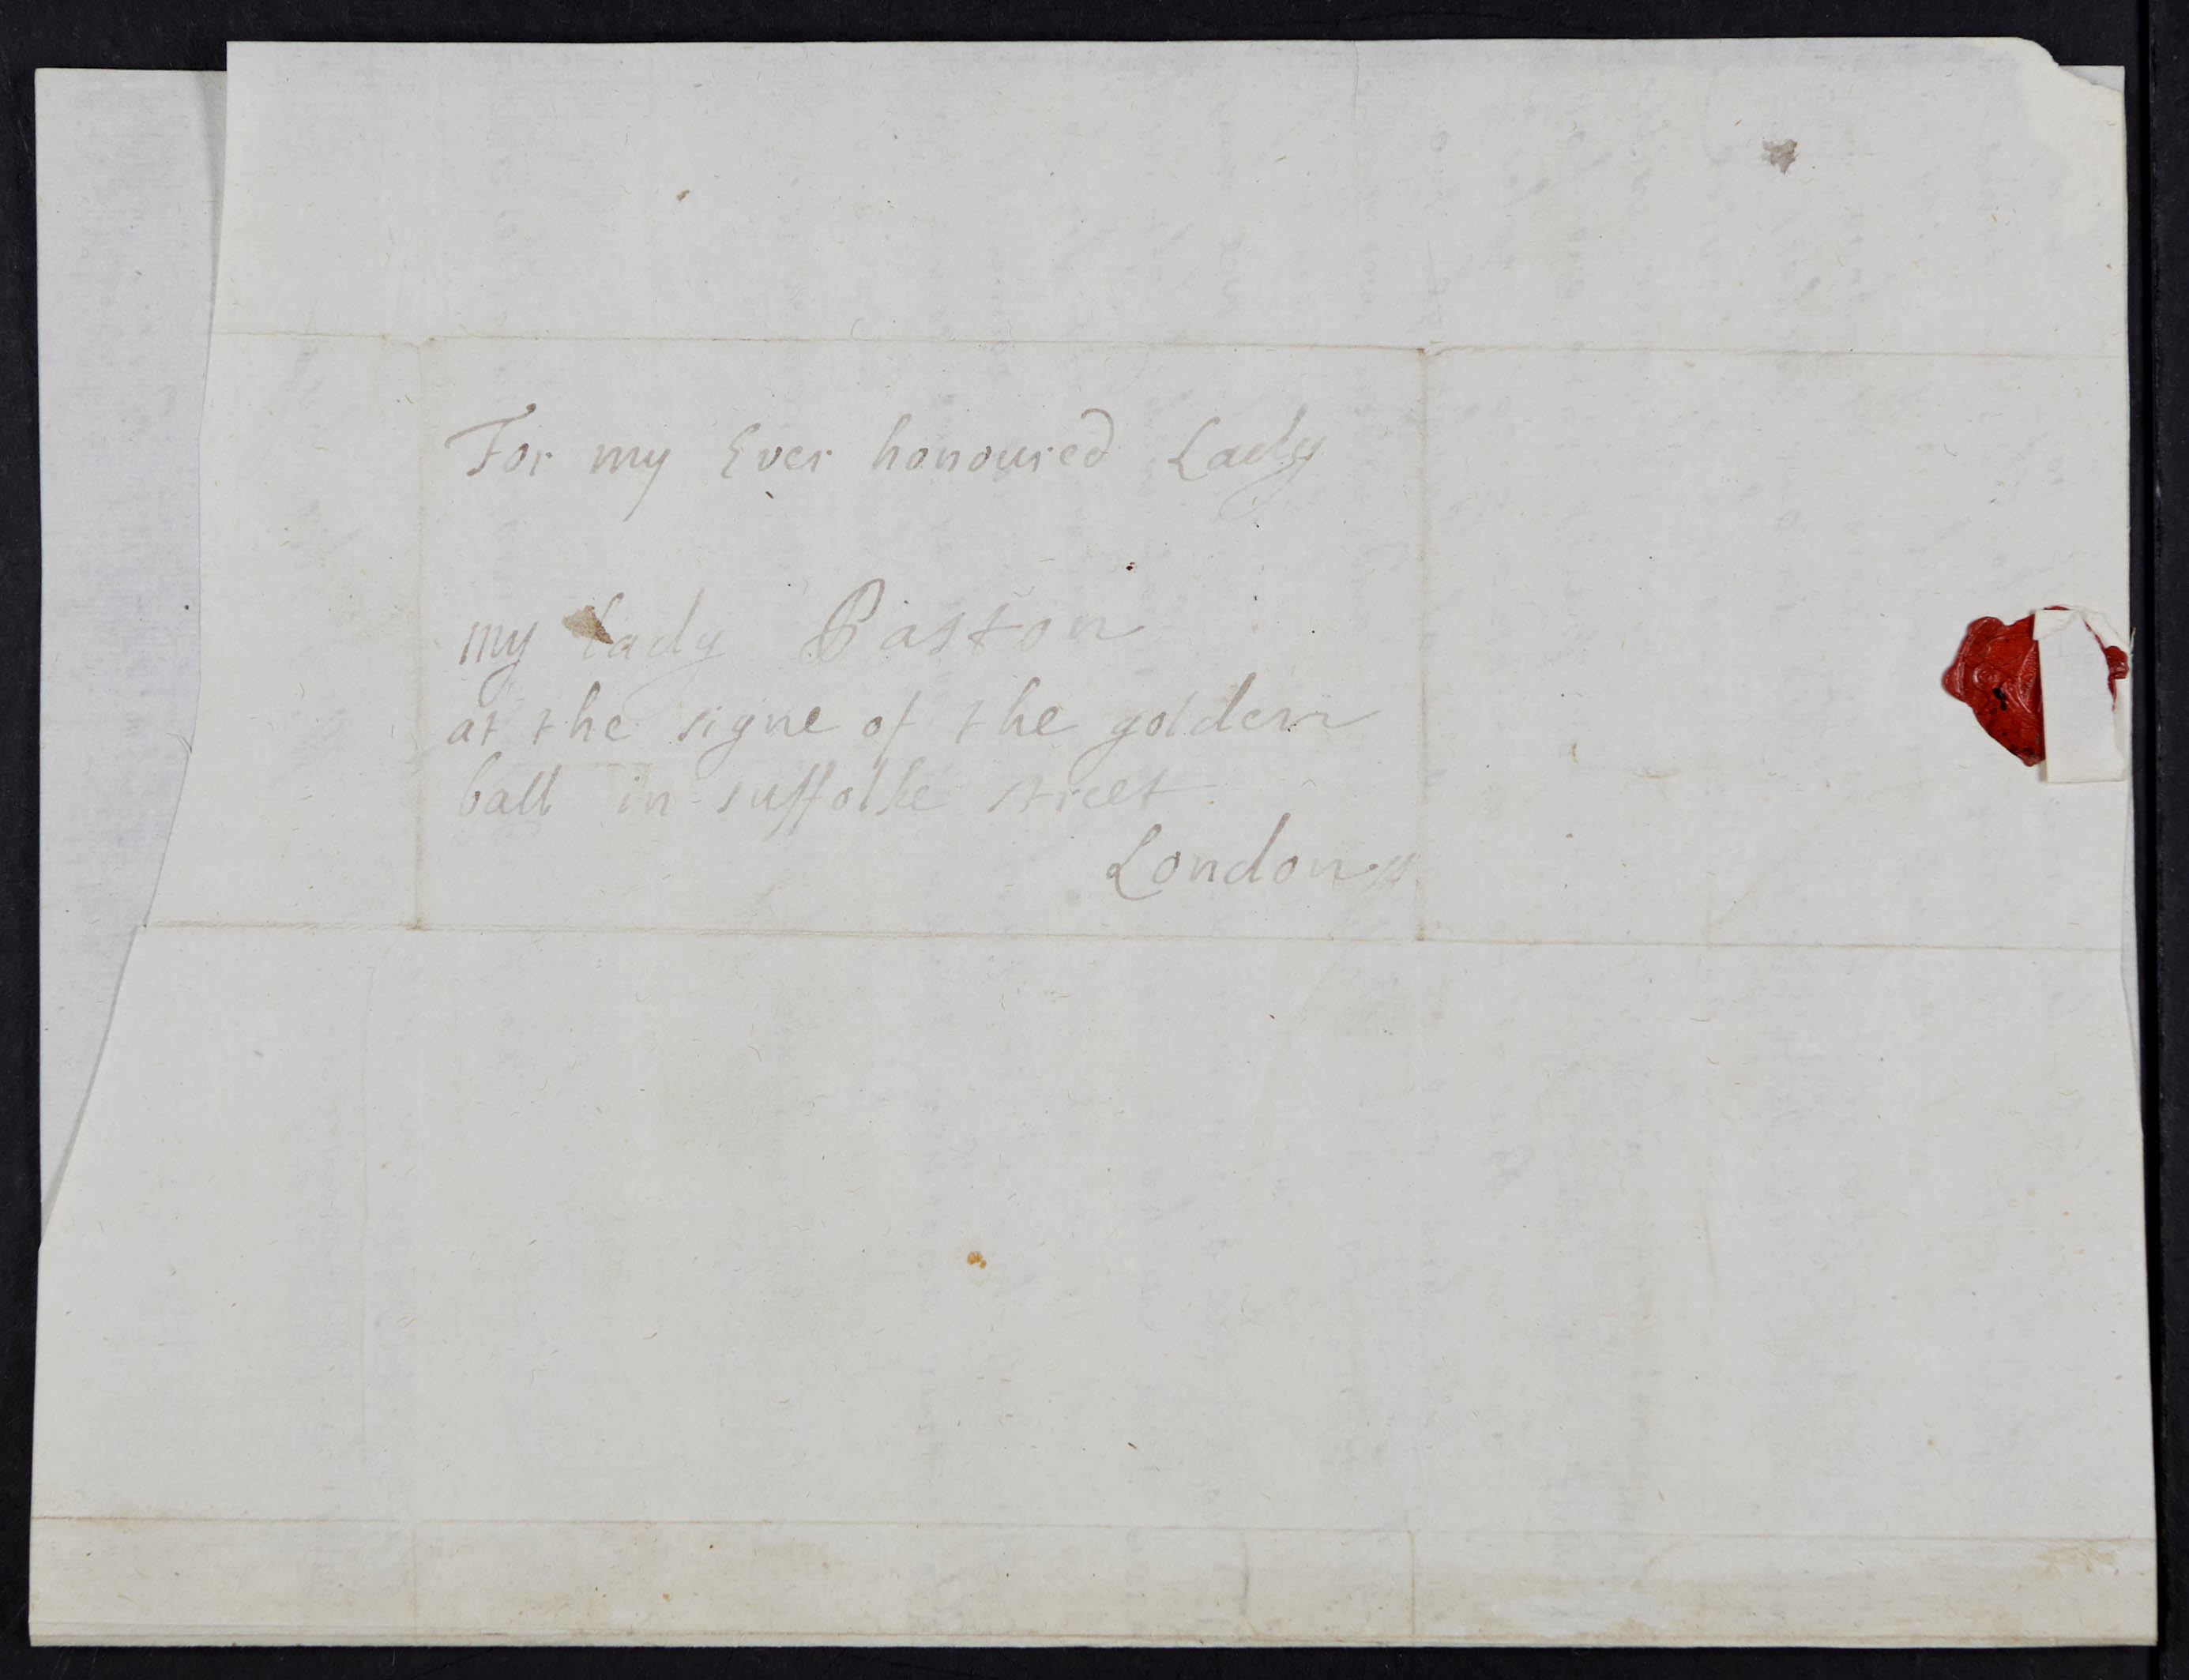 For my Ever honoured Lady
my Lady Paston
at the signe of the golden
ball in suffolke street
London